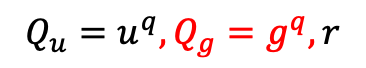 Q_u = u^q, Q_g = g^q, r